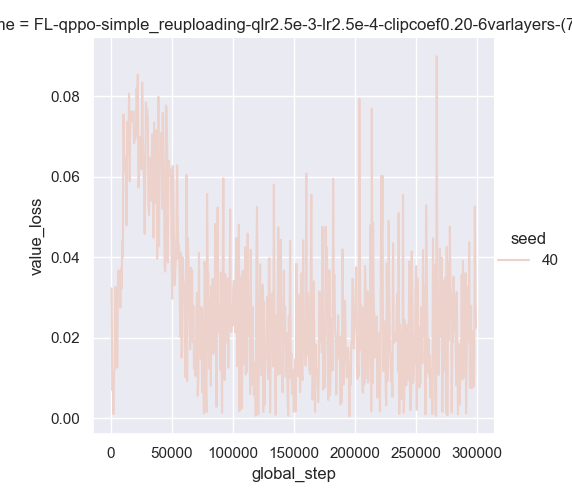 me = FL-qppo-simple_reuploading-qlr2.5e-3-lr2.5e-4-clipcoef0.20-6varlayers-(7
0.08
0.06
0.04
0.02
0.00
value_loss
0 50000 100000 150000 200000 250000 300000
global_step
seed
40